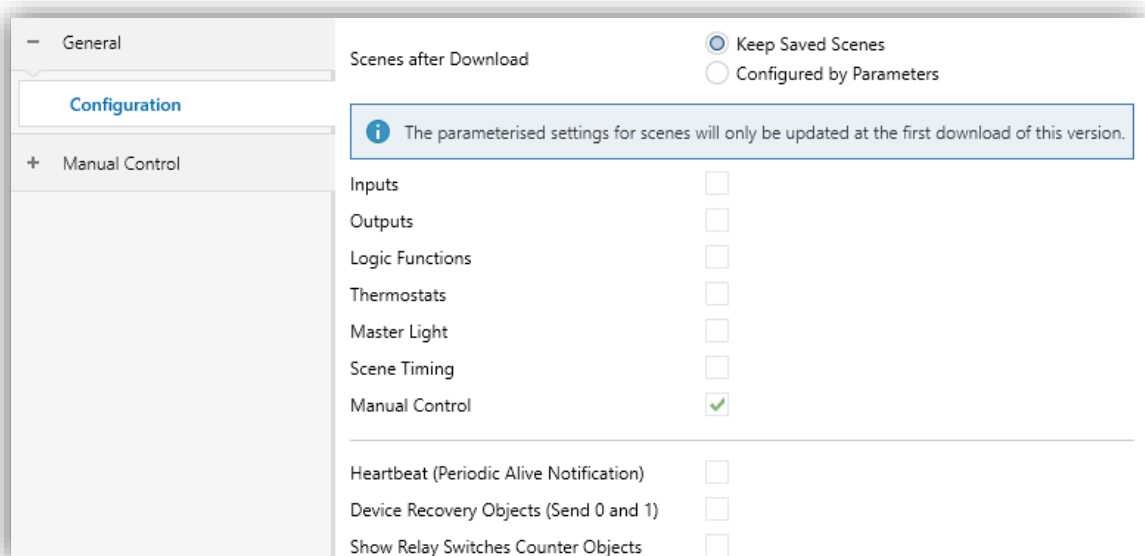 General
Configuration
Manual Control
Scenes after Download
Keep Saved Scenes
Configured by Parameters
The parameterised settings for scenes will only be updated at the first download of this version.
Inputs
Outputs
Logic Functions
Thermostats
Master Light
Scene Timing
Manual Control
Heartbeat (Periodic Alive Notification)
Device Recovery Objects (Send 0 and 1)
Show Relay Switches Counter Objects